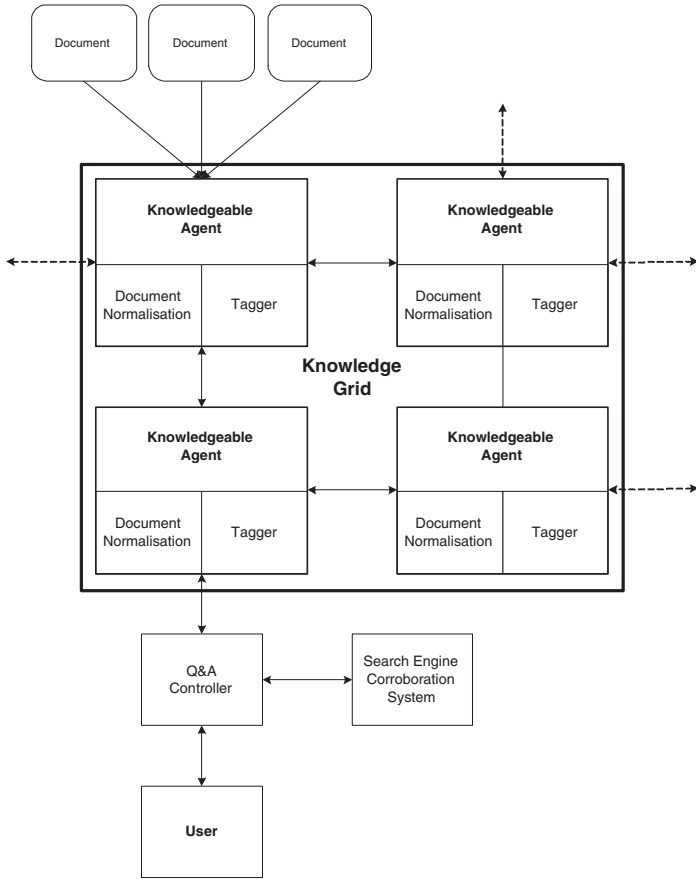 Document
Document
Document
Knowledgeable
Agent
Document
Normalisation
Tagger
Knowledgeable
Agent
Document
Normalisation
Tagger
Knowledge
Grid
Knowledgeable
Agent
Document
Normalisation
Tagger
Knowledgeable
Agent
Document
Normalisation
Tagger
Q&A
Controller
Search Engine
Corroboration
System
User